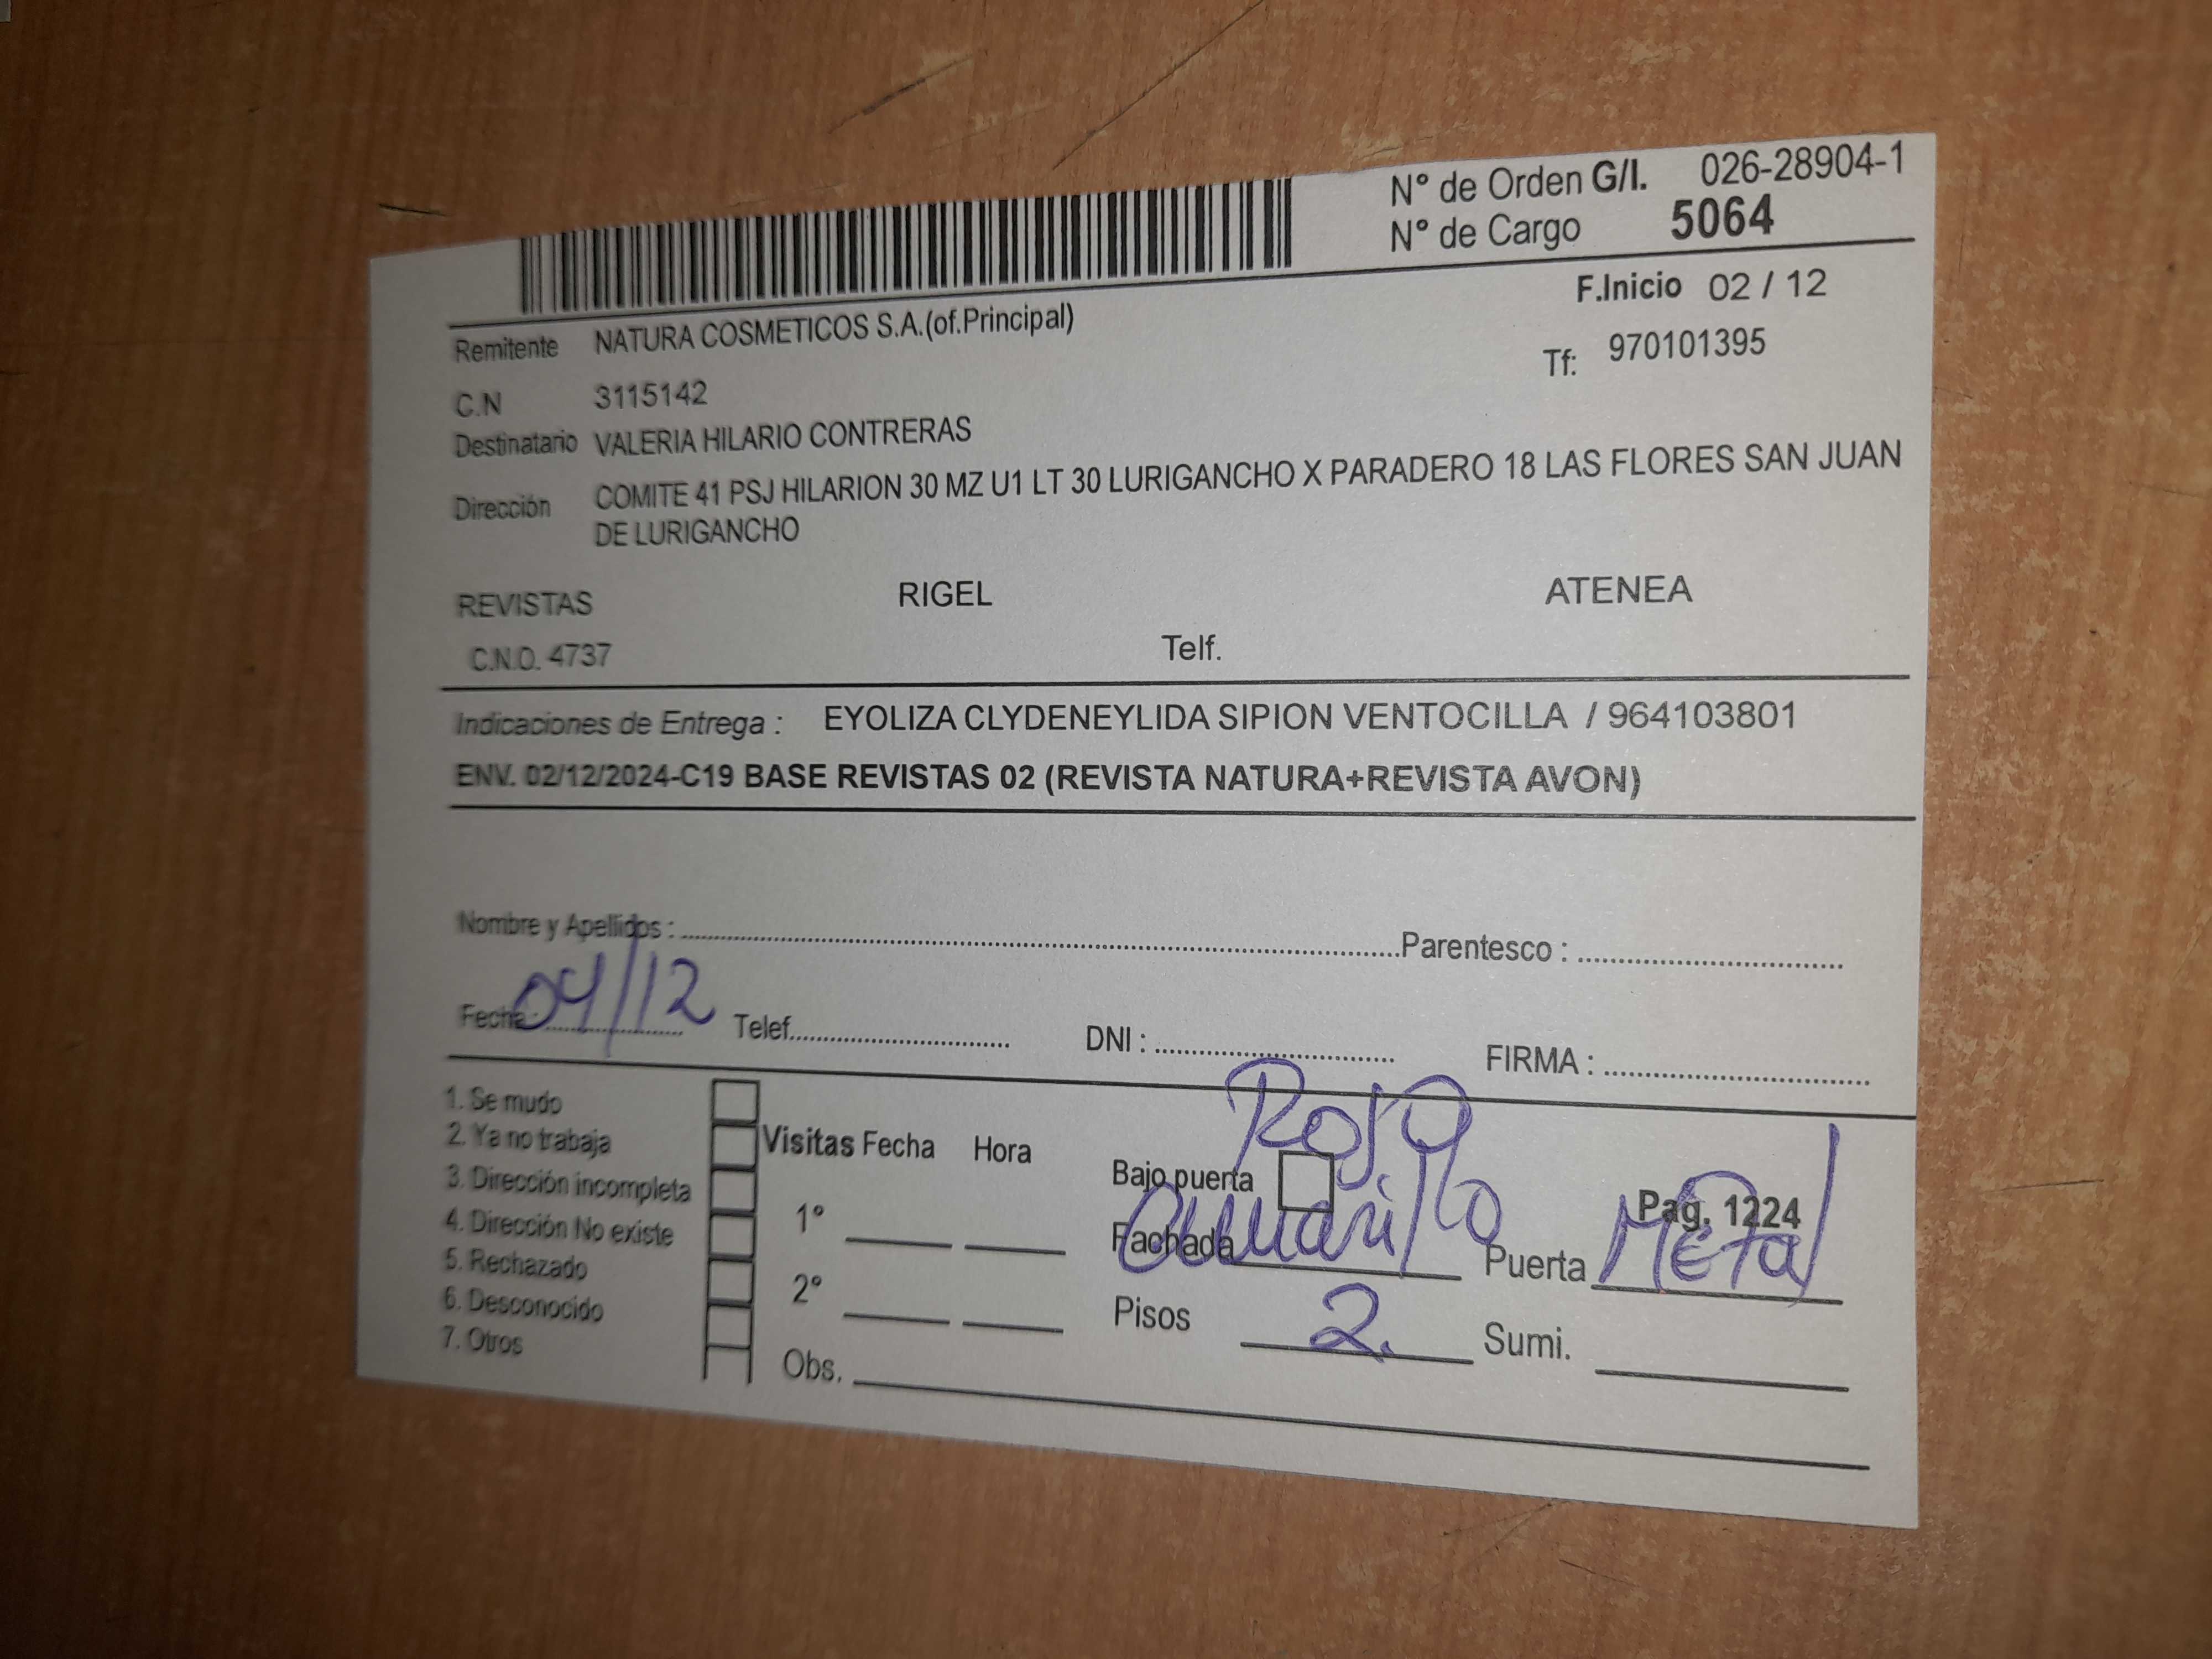 N° de Orden G/I. 026-28904-1
N° de Cargo 5064
F.Inicio 02 / 12
Remitente NATURA COSMETICOS S.A.(of.Principal)
Tf: 970101395
C.N 3115142
Destinatario VALERIA HILARIO CONTRERAS
Dirección COMITE 41 PSJ HILARION 30 MZ U1 LT 30 LURIGANCHO X PARADERO 18 LAS FLORES SAN JUAN
DE LURIGANCHO
REVISTAS RIGEL ATENEA
C.N.O. 4737 Telf.
Indicaciones de Entrega : EYOLIZA CLYDENEYLIDA SIPION VENTOCILLA / 964103801
ENV. 02/12/2024-C19 BASE REVISTAS 02 (REVISTA NATURA+REVISTA AVON)
Nombre y Apellidos : Parentesco :
Fecha : 04/12 Telef. DNI : FIRMA :
1. Se mudo
2. Ya no trabaja
3. Dirección incompleta
4. Dirección No existe
5. Rechazado
6. Desconocido
7. Otros
Visitas Fecha Hora
1°
2°
Obs.
Bajo puerta Pag. 1224
Fachada Amarillo Puerta Metal
Pisos 2. Sumi.